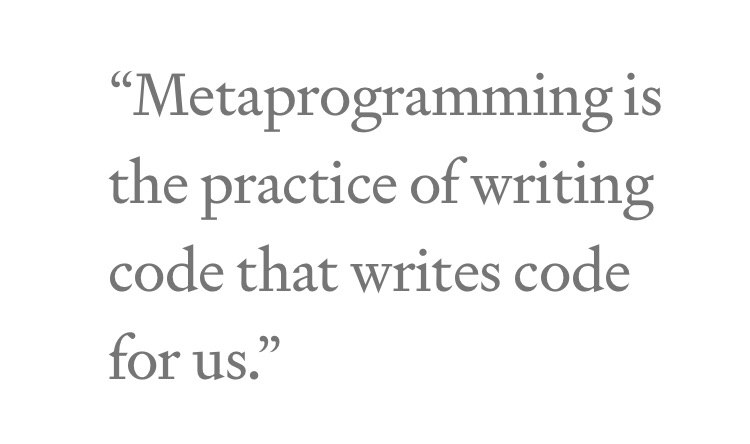 “Metaprogramming is
the practice of writing
code that writes code
for us.”